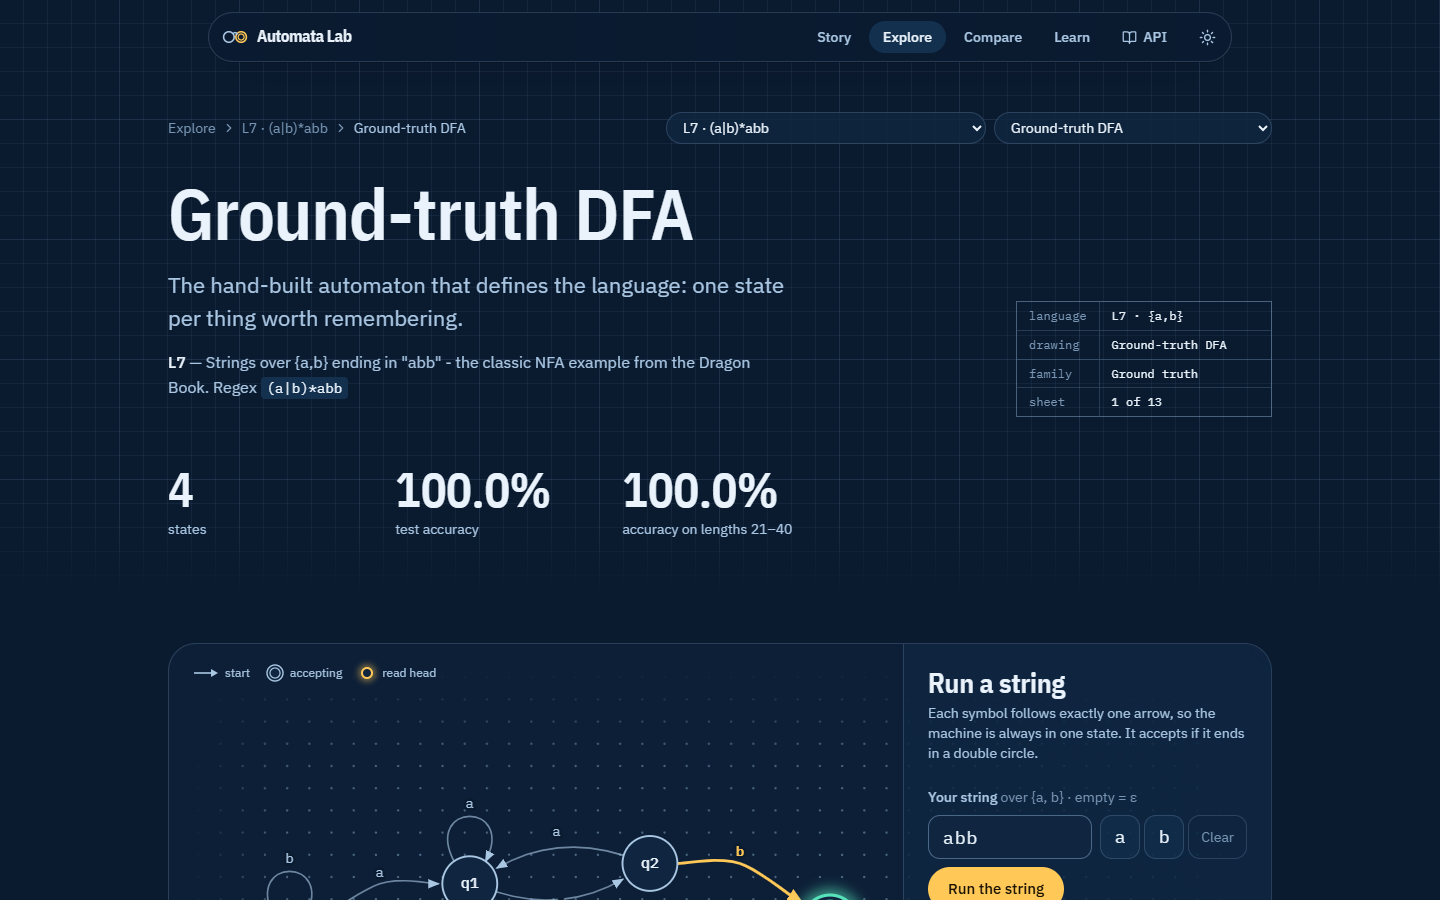 Automata Lab
Story
Explore
Compare
Learn
API
Explore > L7 · (a|b)*abb > Ground-truth DFA
L7 · (a|b)*abb
Ground-truth DFA
Ground-truth DFA
The hand-built automaton that defines the language: one state
per thing worth remembering.
L7 — Strings over {a,b} ending in "abb" - the classic NFA example from the Dragon
Book. Regex (a|b)*abb
language L7 · {a,b}
drawing Ground-truth DFA
family Ground truth
sheet 1 of 13
4
states
100.0%
test accuracy
100.0%
accuracy on lengths 21–40
start
accepting
read head
a
a
b
q2
b
a
q1
Run a string
Each symbol follows exactly one arrow, so the
machine is always in one state. It accepts if it ends
in a double circle.
Your string over {a, b} · empty = ε
abb
a
b
Clear
Run the string